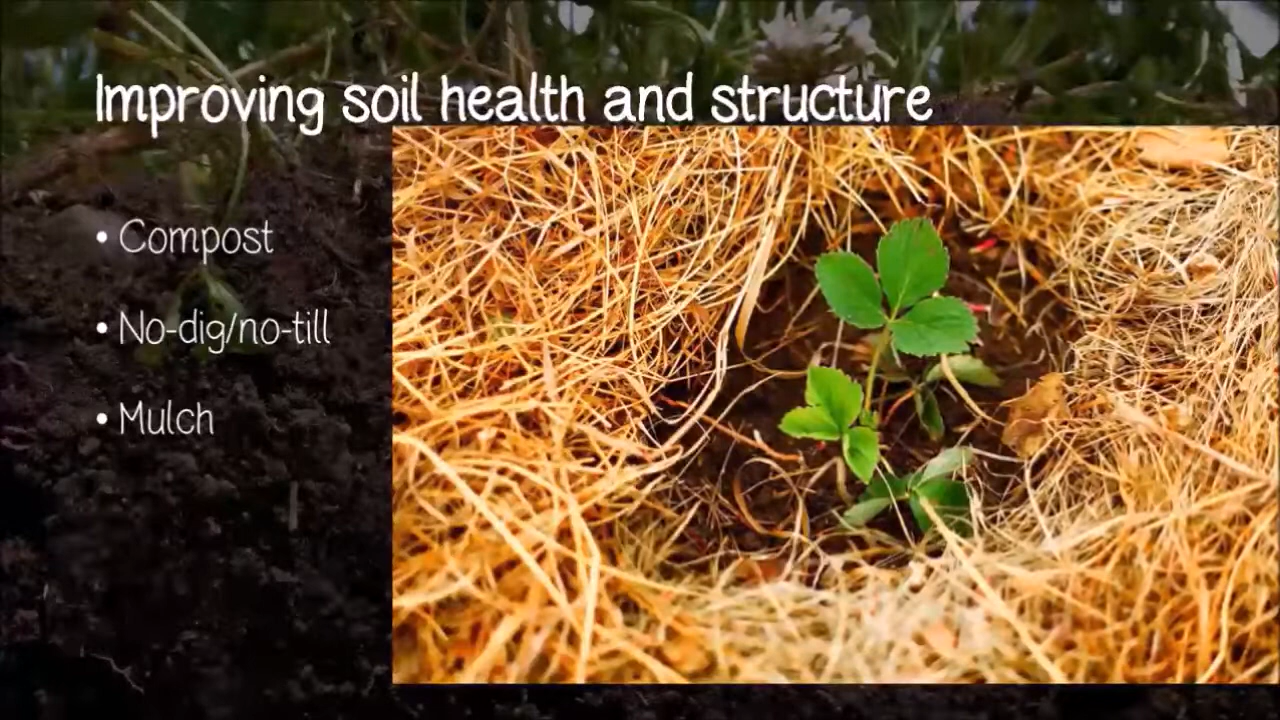 Improving soil health and structure
• Compost
• No-dig/no-till
• Mulch